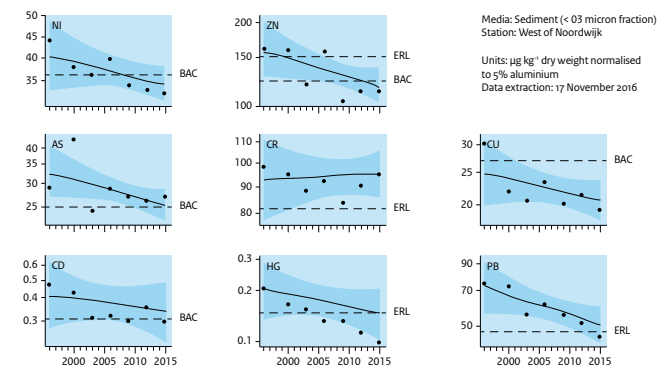 NI
50
45
40
35
BAC
ZN
200
150
100
ERL
BAC
Media: Sediment (< 03 micron fraction)
Station: West of Noordwijk
Units: µg kg⁻¹ dry weight normalised
to 5% aluminium
Data extraction: 17 November 2016
AS
40
35
30
25
BAC
CR
110
100
90
80
ERL
CU
30
25
20
BAC
CD
0.6
0.5
0.4
0.3
BAC
2000 2005 2010 2015
HG
0.3
0.2
0.1
ERL
2000 2005 2010 2015
PB
90
70
50
ERL
2000 2005 2010 2015